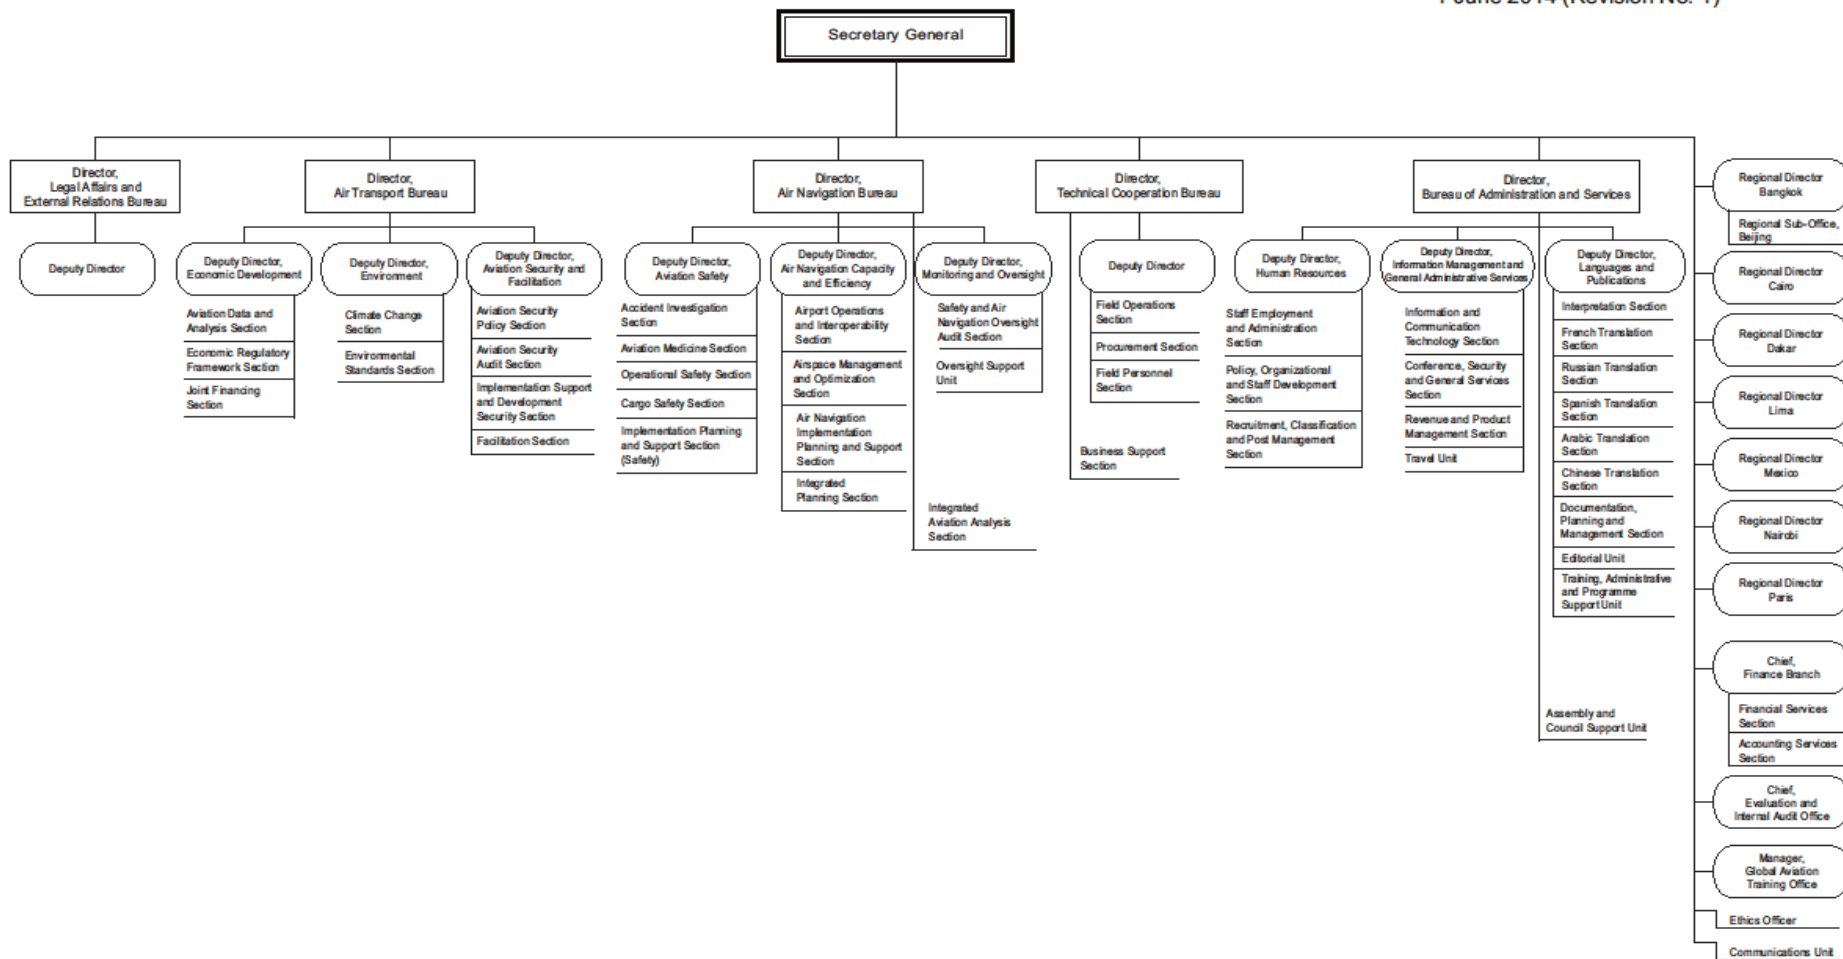 1 June 2014 (Revision No. 1)
Secretary General
Director,
Legal Affairs and
External Relations Bureau
Director,
Air Transport Bureau
Director,
Air Navigation Bureau
Director,
Technical Cooperation Bureau
Director,
Bureau of Administration and Services
Deputy Director
Deputy Director,
Economic Development
Aviation Data and
Analysis Section
Economic Regulatory
Framework Section
Joint Financing
Section
Deputy Director,
Environment
Climate Change
Section
Environmental
Standards Section
Deputy Director,
Aviation Security and
Facilitation
Aviation Security
Policy Section
Aviation Security
Audit Section
Implementation Support
and Development
Security Section
Facilitation Section
Deputy Director,
Aviation Safety
Accident Investigation
Section
Aviation Medicine Section
Operational Safety Section
Cargo Safety Section
Implementation Planning
and Support Section
(Safety)
Deputy Director,
Air Navigation Capacity
and Efficiency
Airport Operations
and Interoperability
Section
Airspace Management
and Optimization
Section
Air Navigation
Implementation
Planning and Support
Section
Integrated
Planning Section
Deputy Director,
Monitoring and Oversight
Safety and Air
Navigation Oversight
Audit Section
Oversight Support
Unit
Integrated
Aviation Analysis
Section
Deputy Director
Field Operations
Section
Procurement Section
Field Personnel
Section
Business Support
Section
Deputy Director,
Human Resources
Staff Employment
and Administration
Section
Policy, Organizational
and Staff Development
Section
Recruitment, Classification
and Post Management
Section
Deputy Director,
Information Management and
General Administrative Services
Information and
Communication
Technology Section
Conference, Security
and General Services
Section
Revenue and Product
Management Section
Travel Unit
Deputy Director,
Languages and
Publications
Interpretation Section
French Translation
Section
Russian Translation
Section
Spanish Translation
Section
Arabic Translation
Section
Chinese Translation
Section
Documentation,
Planning and
Management Section
Editorial Unit
Training, Administrative
and Programme
Support Unit
Assembly and
Council Support Unit
Regional Director
Bangkok
Regional Sub-Office,
Beijing
Regional Director
Cairo
Regional Director
Dakar
Regional Director
Lima
Regional Director
Mexico
Regional Director
Nairobi
Regional Director
Paris
Chief,
Finance Branch
Financial Services
Section
Accounting Services
Section
Chief,
Evaluation and
Internal Audit Office
Manager,
Global Aviation
Training Office
Ethics Officer
Communications Unit